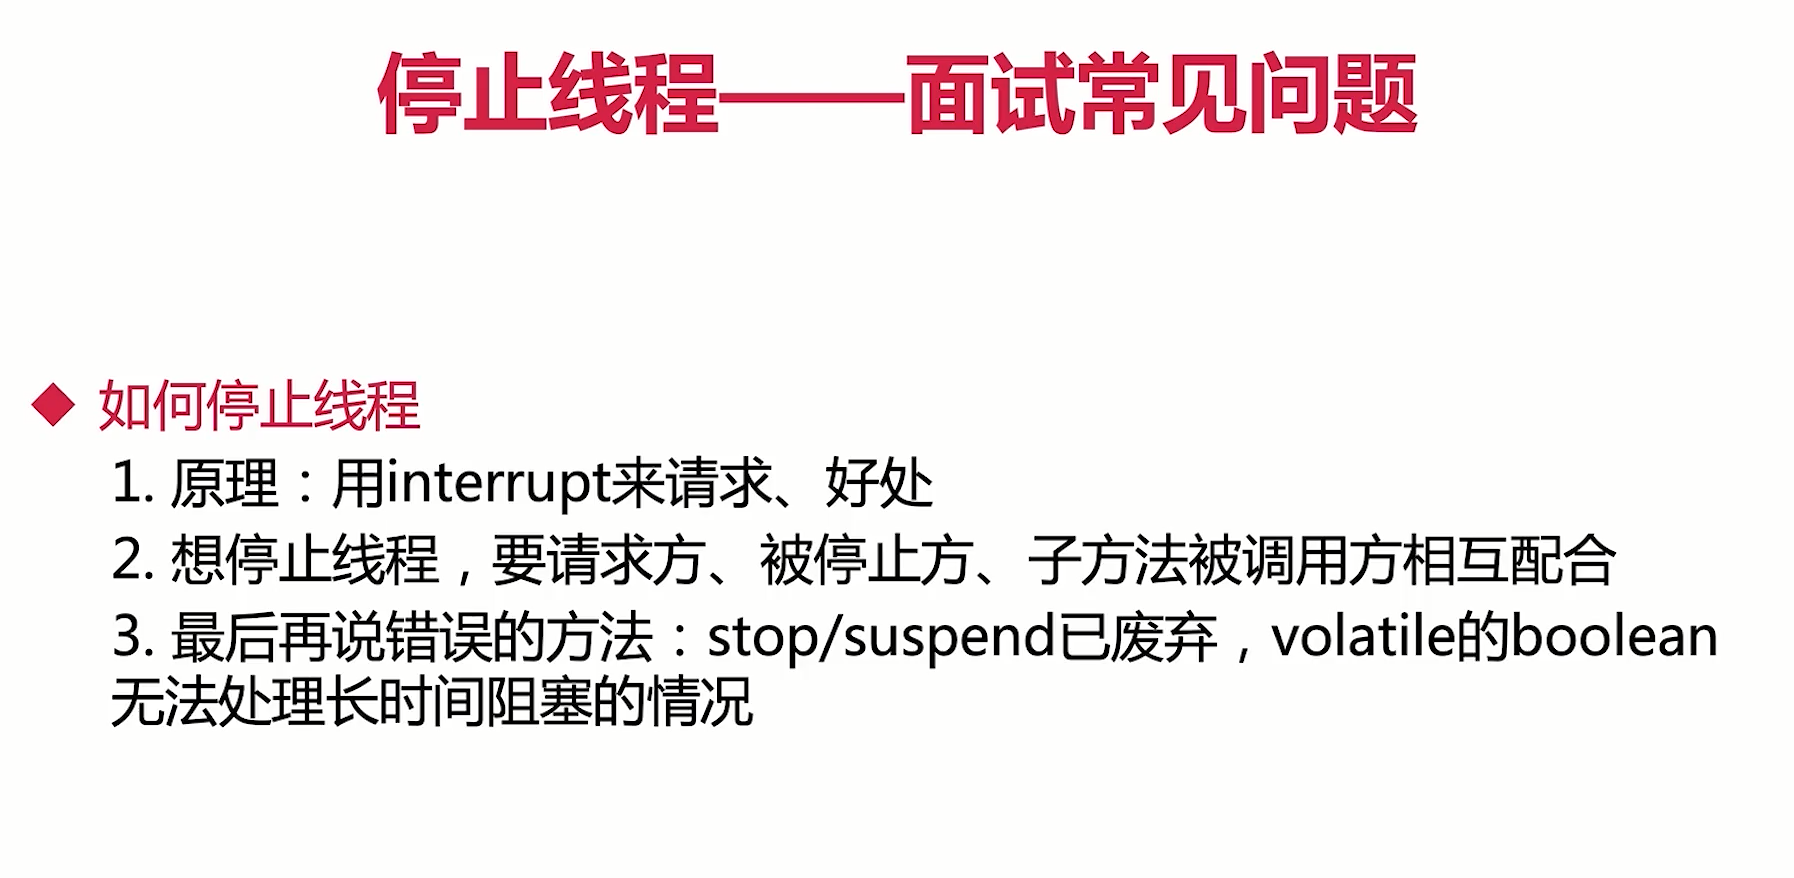 停止线程——面试常见问题
◆ 如何停止线程
1. 原理：用interrupt来请求、好处
2. 想停止线程，要请求方、被停止方、子方法被调用方相互配合
3. 最后再说错误的方法：stop/suspend已废弃，volatile的boolean
无法处理长时间阻塞的情况